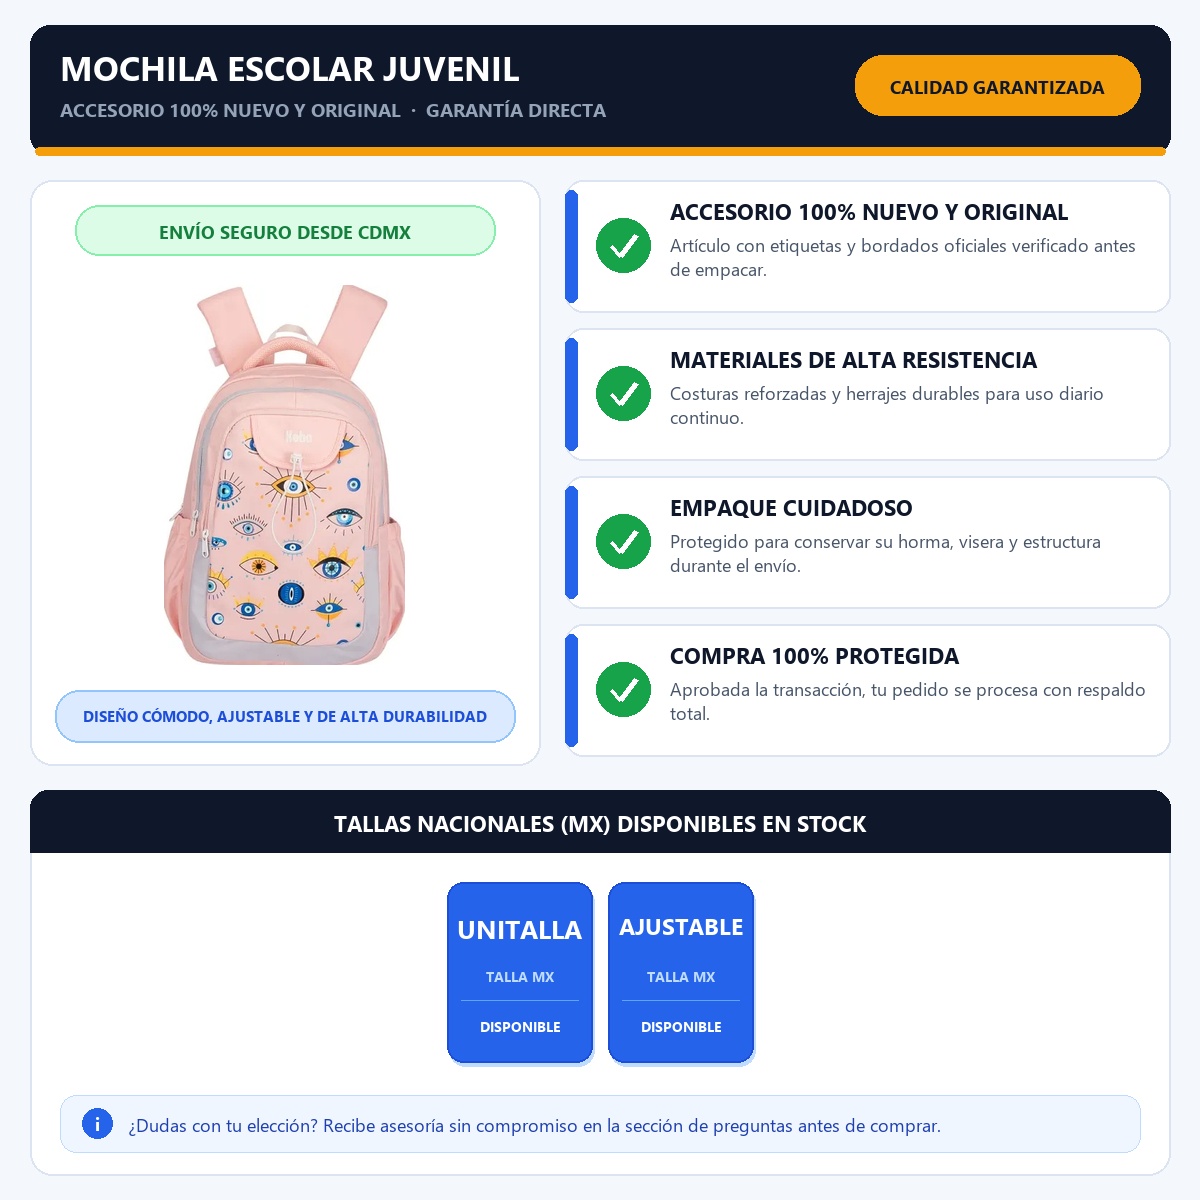 MOCHILA ESCOLAR JUVENIL
ACCESORIO 100% NUEVO Y ORIGINAL · GARANTÍA DIRECTA
CALIDAD GARANTIZADA
ENVÍO SEGURO DESDE CDMX
DISEÑO CÓMODO, AJUSTABLE Y DE ALTA DURABILIDAD
ACCESORIO 100% NUEVO Y ORIGINAL
Artículo con etiquetas y bordados oficiales verificado antes
de empacar.
MATERIALES DE ALTA RESISTENCIA
Costuras reforzadas y herrajes durables para uso diario
continuo.
EMPAQUE CUIDADOSO
Protegido para conservar su horma, visera y estructura
durante el envío.
COMPRA 100% PROTEGIDA
Aprobada la transacción, tu pedido se procesa con respaldo
total.
TALLAS NACIONALES (MX) DISPONIBLES EN STOCK
UNITALLA
TALLA MX
DISPONIBLE
AJUSTABLE
TALLA MX
DISPONIBLE
¿Dudas con tu elección? Recibe asesoría sin compromiso en la sección de preguntas antes de comprar.